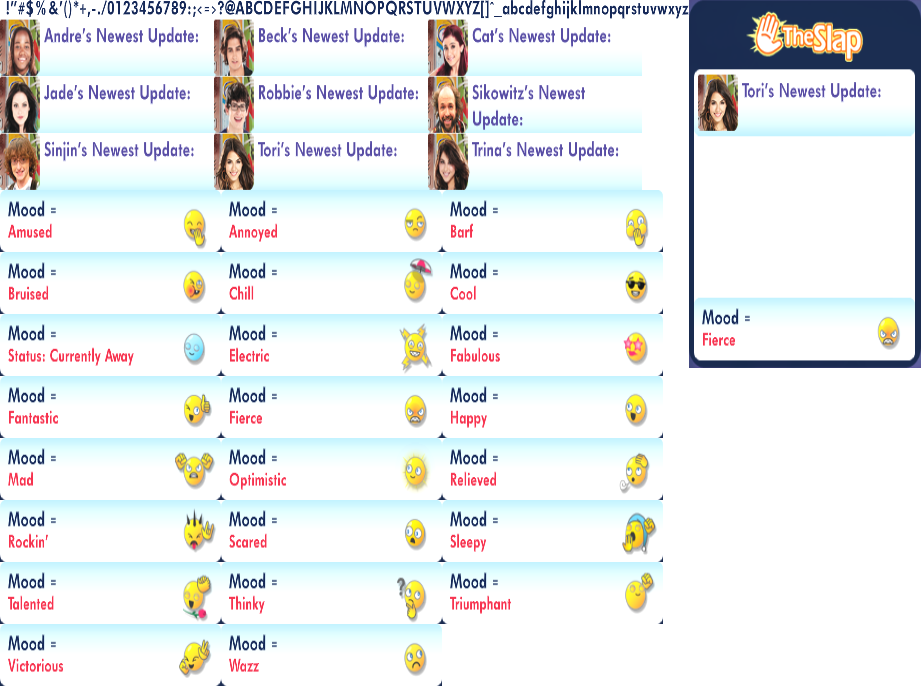 !"#$%&'()*+,-./0123456789:;<=>?@ABCDEFGHIJKLMNOPQRSTUVWXYZ[]^_abcdefghijklmnopqrstuvwxyz
Andre's Newest Update:
Beck's Newest Update:
Cat's Newest Update:
Jade's Newest Update:
Robbie's Newest Update:
Sikowitz's Newest
Update:
Sinjin's Newest Update:
Tori's Newest Update:
Trina's Newest Update:
Mood =
Amused
Mood =
Annoyed
Mood =
Barf
Mood =
Bruised
Mood =
Chill
Mood =
Cool
Mood =
Status: Currently Away
Mood =
Electric
Mood =
Fabulous
Mood =
Fantastic
Mood =
Fierce
Mood =
Happy
Mood =
Mad
Mood =
Optimistic
Mood =
Relieved
Mood =
Rockin'
Mood =
Scared
Mood =
Sleepy
Mood =
Talented
Mood =
Thinky
Mood =
Triumphant
Mood =
Victorious
Mood =
Wazz
TheSlap
Tori's Newest Update:
Mood =
Fierce